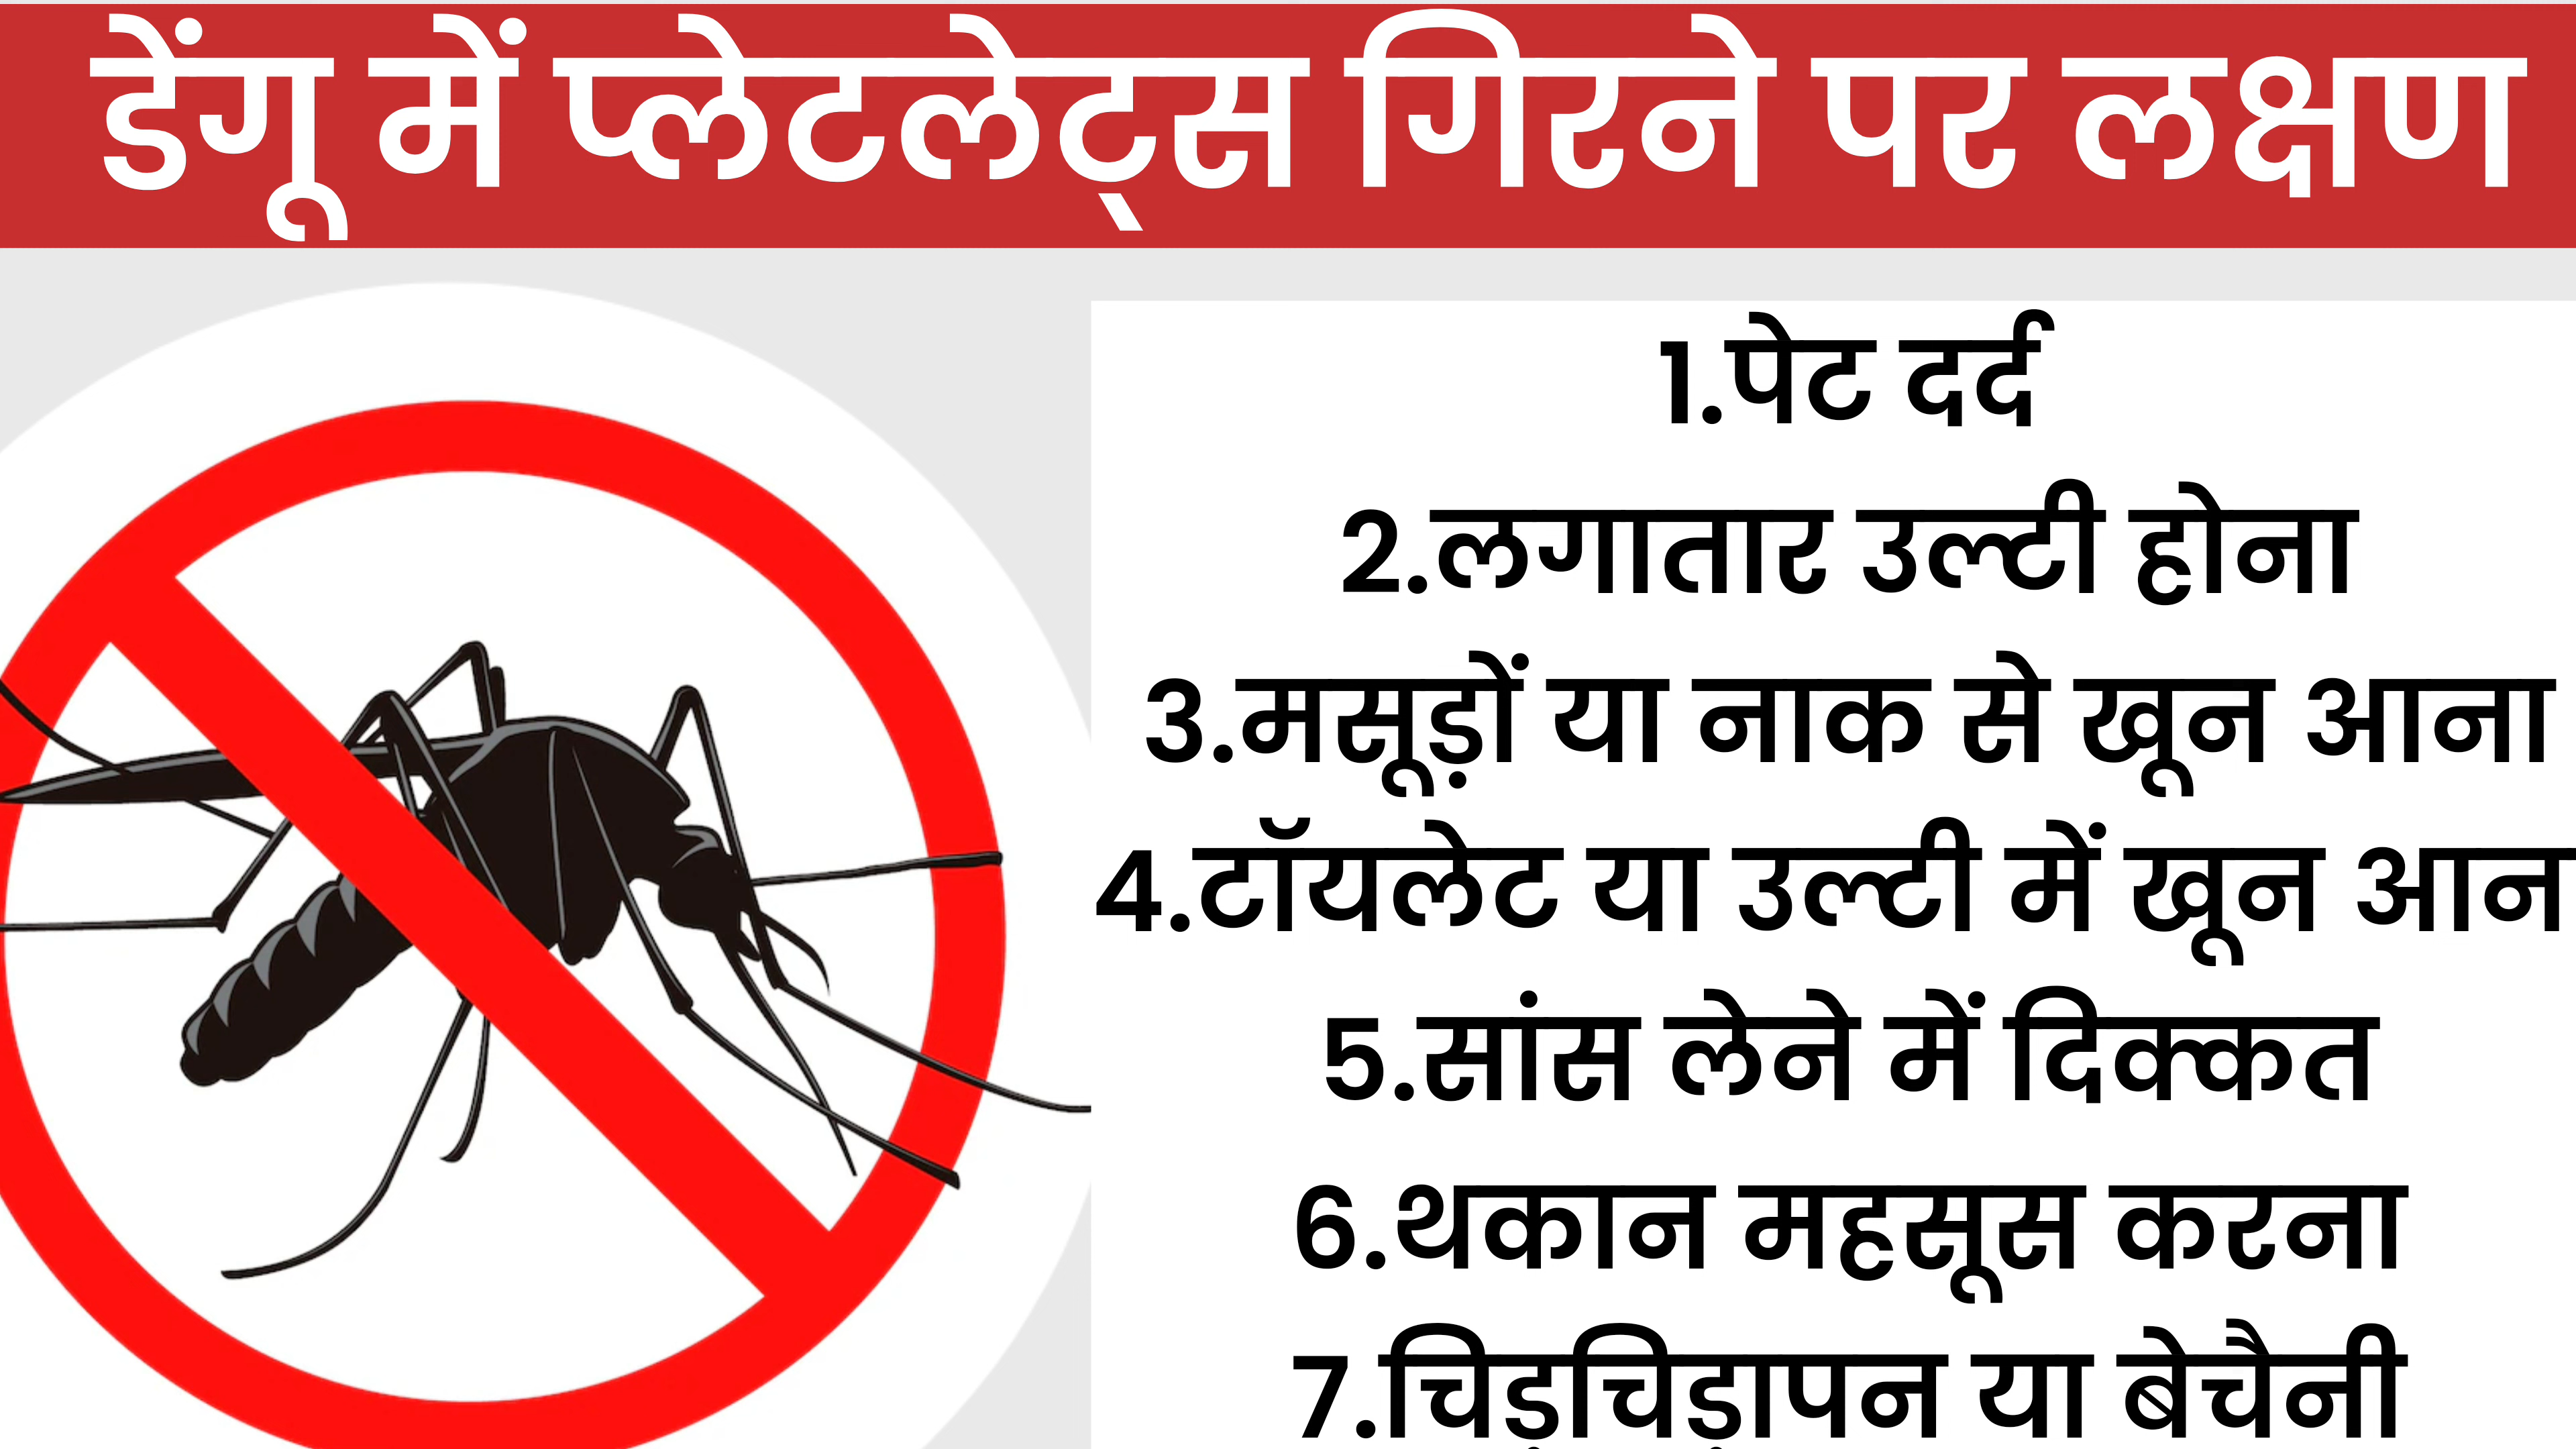 डेंगू में प्लेटलेट्स गिरने पर लक्षण
1.पेट दर्द
2.लगातार उल्टी होना
3.मसूड़ों या नाक से खून आना
4.टॉयलेट या उल्टी में खून आन
5.सांस लेने में दिक्कत
6.थकान महसूस करना
7.चिड़चिड़ापन या बेचैनी